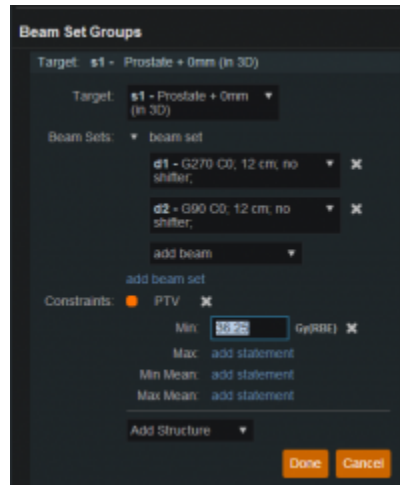 Beam Set Groups
Target: s1 - Prostate + 0mm (in 3D)
Target: s1 - Prostate + 0mm
(in 3D)
Beam Sets: beam set
d1 - G270 C0; 12 cm; no
shifter;
d2 - G90 C0; 12 cm; no
shifter;
add beam
add beam set
Constraints: PTV
Min: 36.25 Gy(RBE)
Max: add statement
Min Mean: add statement
Max Mean: add statement
Add Structure
Done Cancel